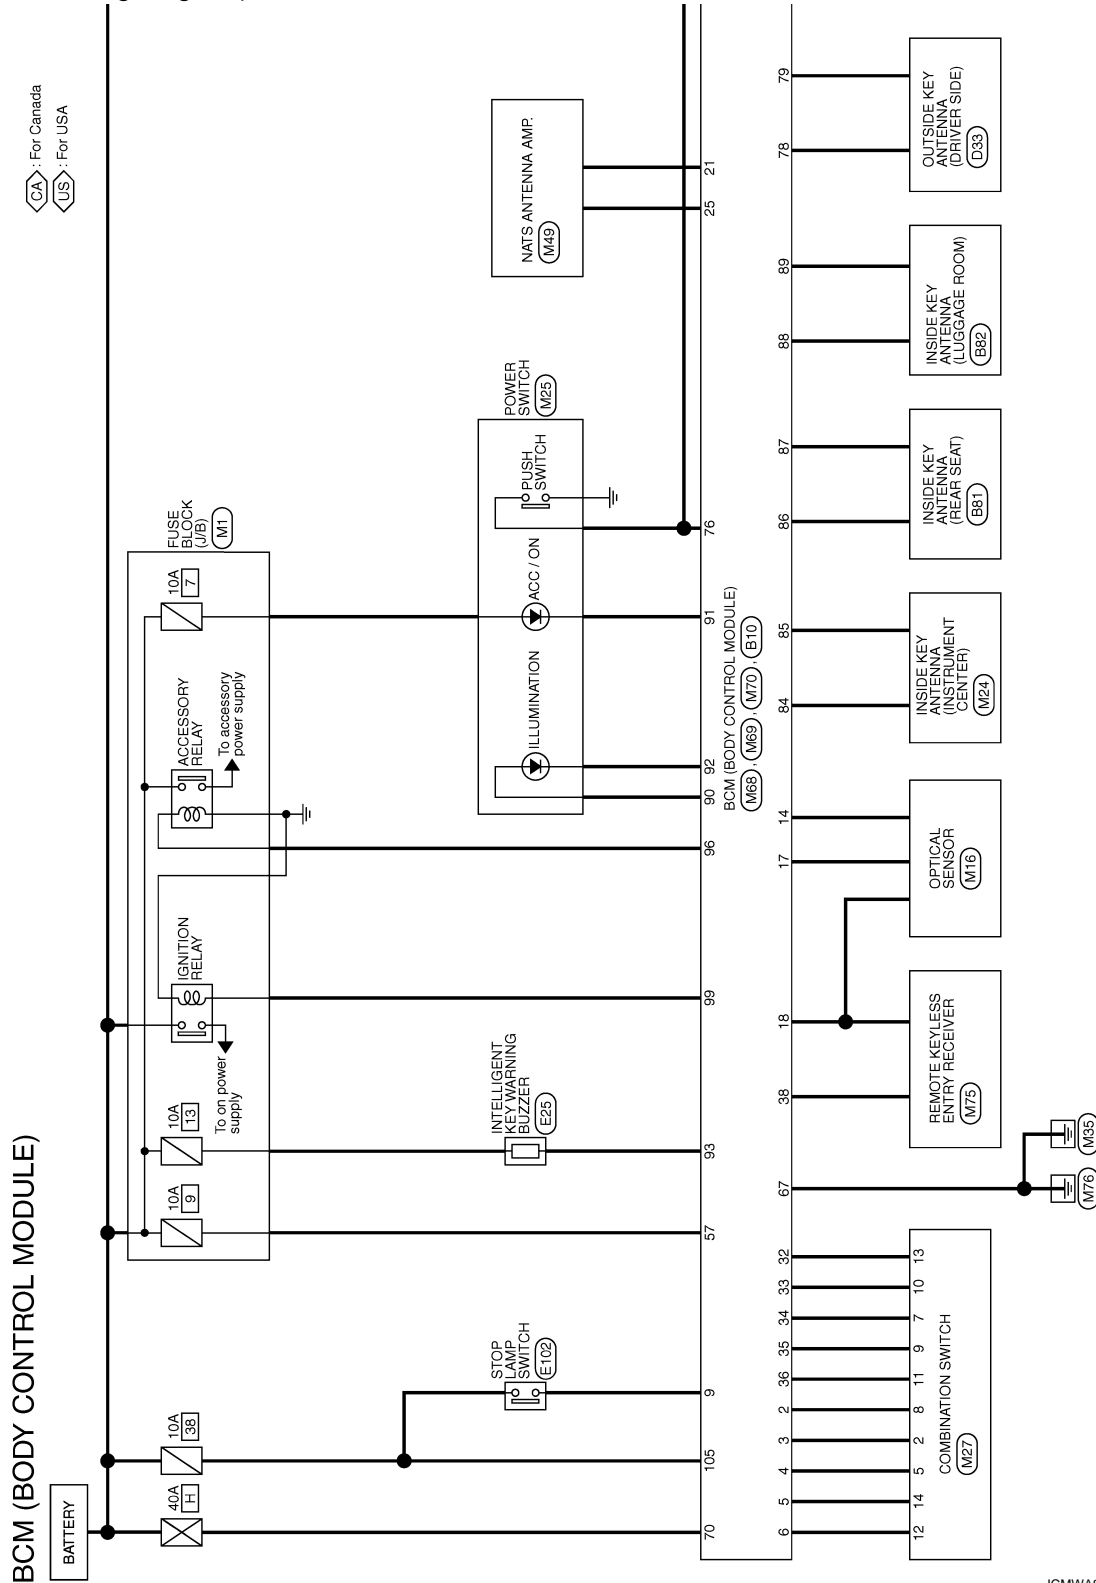 BCM (BODY CONTROL MODULE)
CA : For Canada
US : For USA
BATTERY
40A
H
10A
38
10A
9
10A
13
To on power
supply
IGNITION
RELAY
ACCESSORY
RELAY
To accessory
power supply
10A
7
FUSE
BLOCK
(J/B)
M1
STOP
LAMP
SWITCH
E102
INTELLIGENT
KEY WARNING
BUZZER
E25
ILLUMINATION
ACC / ON
PUSH
SWITCH
POWER
SWITCH
M25
NATS ANTENNA AMP.
M49
70
105
9
57
93
99
96
90
92
91
76
25
21
BCM (BODY CONTROL MODULE)
M68 , M69 , M70 , B10
6
5
4
3
2
36
35
34
33
32
67
38
18
17
14
84
85
86
87
88
89
78
79
12
14
5
2
8
11
9
7
10
13
COMBINATION SWITCH
M27
M76
M35
REMOTE KEYLESS
ENTRY RECEIVER
M75
OPTICAL
SENSOR
M16
INSIDE KEY
ANTENNA
(INSTRUMENT
CENTER)
M24
INSIDE KEY
ANTENNA
(REAR SEAT)
B81
INSIDE KEY
ANTENNA
(LUGGAGE ROOM)
B82
OUTSIDE KEY
ANTENNA
(DRIVER SIDE)
D33